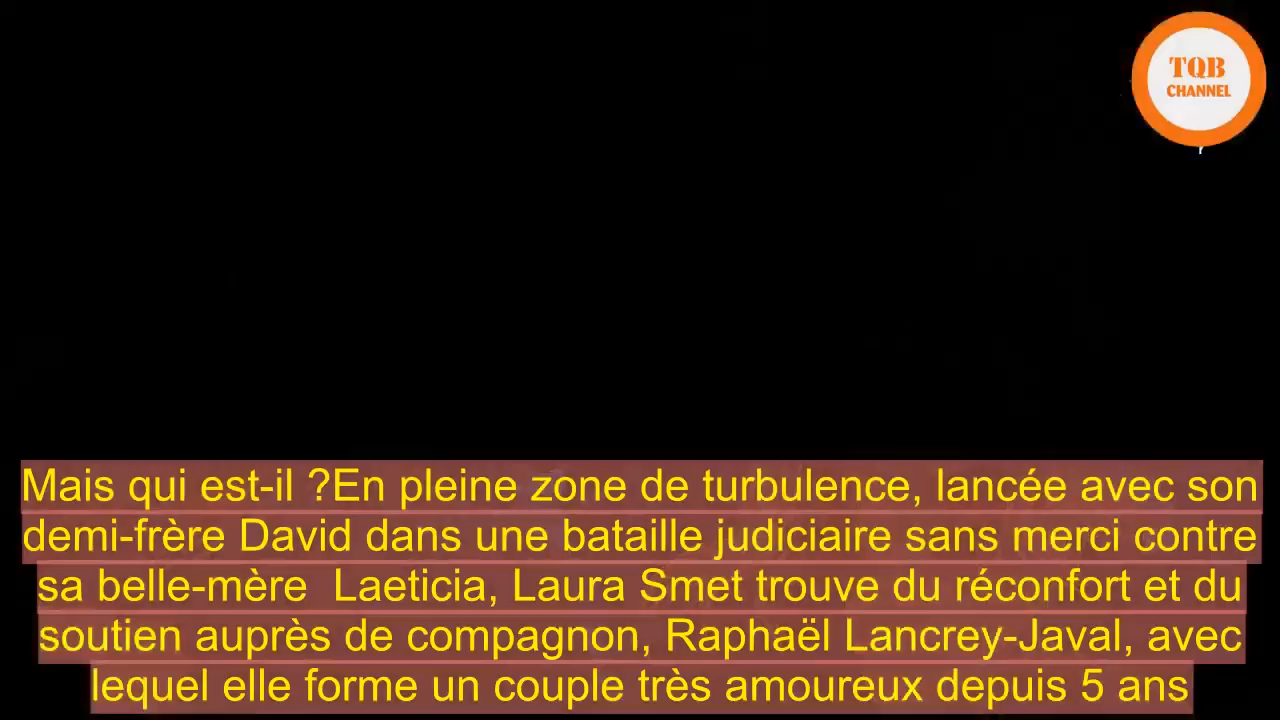 TQB
CHANNEL
Mais qui est-il ?En pleine zone de turbulence, lancée avec son
demi-frère David dans une bataille judiciaire sans merci contre
sa belle-mère  Laeticia, Laura Smet trouve du réconfort et du
soutien auprès de compagnon, Raphaël Lancrey-Javal, avec
lequel elle forme un couple très amoureux depuis 5 ans